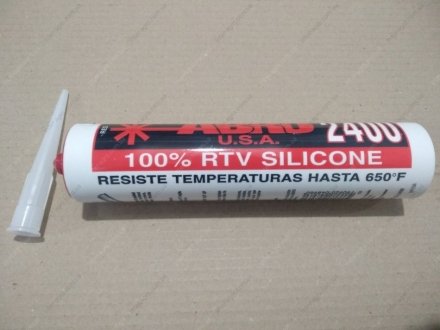 ABRO 2400
U.S.A.
100% RTV SILICONE
RESISTE TEMPERATURAS HASTA 650°F